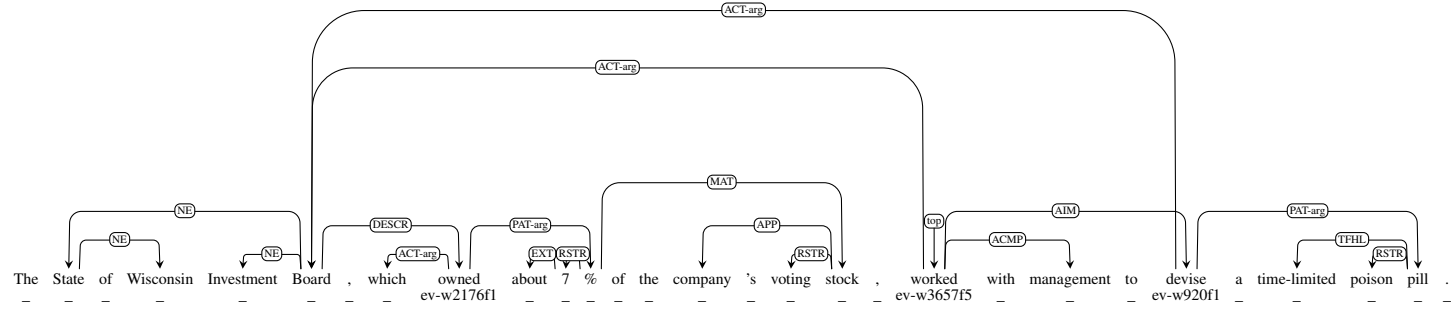 ACT-arg
ACT-arg
MAT
NE DESCR PAT-arg APP top AIM PAT-arg
NE NE ACT-arg EXT RSTR RSTR ACMP TFHL RSTR
The State of Wisconsin Investment Board , which owned about 7 % of the company 's voting stock , worked with management to devise a time-limited poison pill .
_ _ _ _ _ _ _ _ ev-w2176f1 _ _ _ _ _ _ _ _ _ _ ev-w3657f5 _ _ _ ev-w920f1 _ _ _ _ _